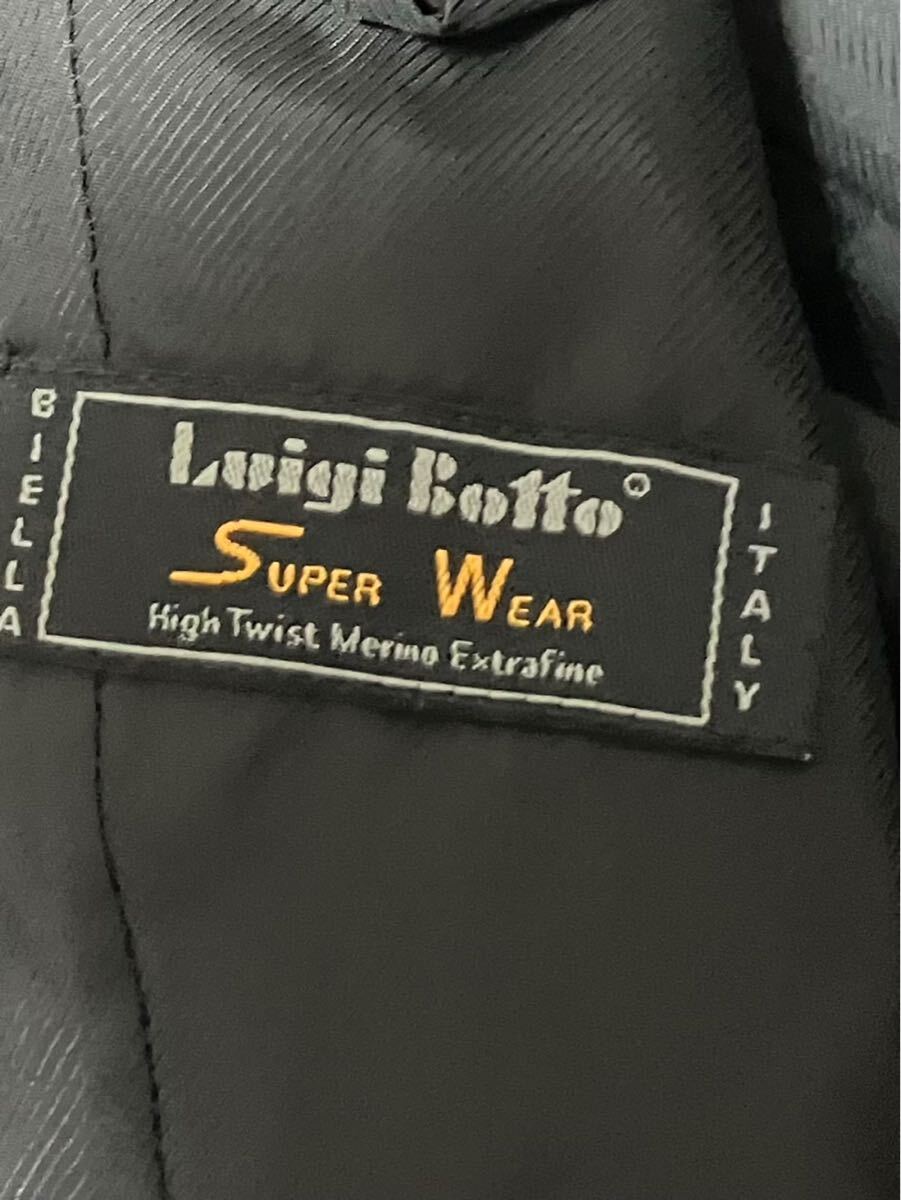 BIELLA
Luigi Botto
SUPER WEAR
High Twist Merino Extrafine
ITALY